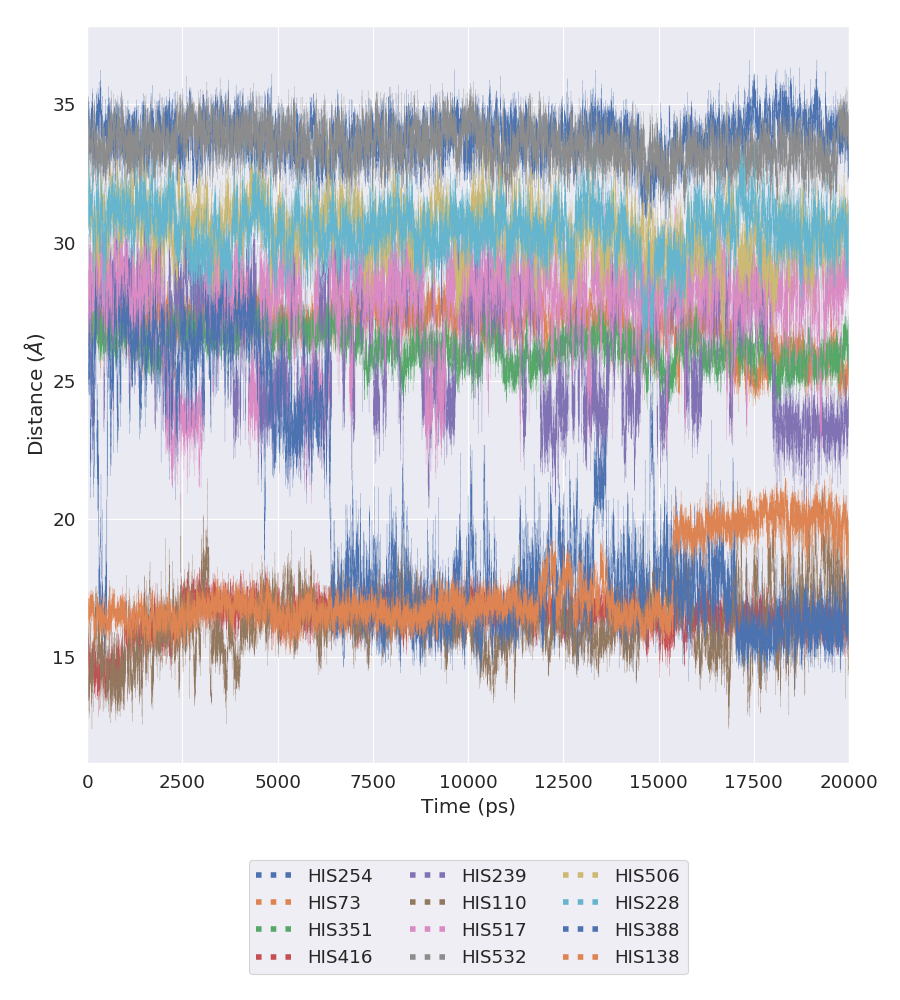 35
30
25
20
15
Distance (Å)
0 2500 5000 7500 10000 12500 15000 17500 20000
Time (ps)
HIS254 HIS239 HIS506
HIS73 HIS110 HIS228
HIS351 HIS517 HIS388
HIS416 HIS532 HIS138